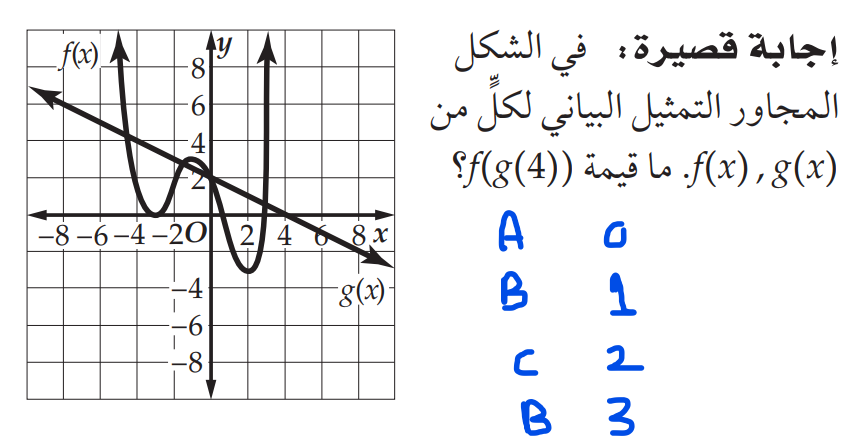 إجابة قصيرة: في الشكل
المجاور التمثيل البياني لكلٍّ من
f(x), g(x). ما قيمة f(g(4))؟
A 0
B 1
C 2
B 3
f(x)
y
8
6
4
2
−8 −6 −4 −2 O 2 4 6 8 x
−4
−6
−8
g(x)